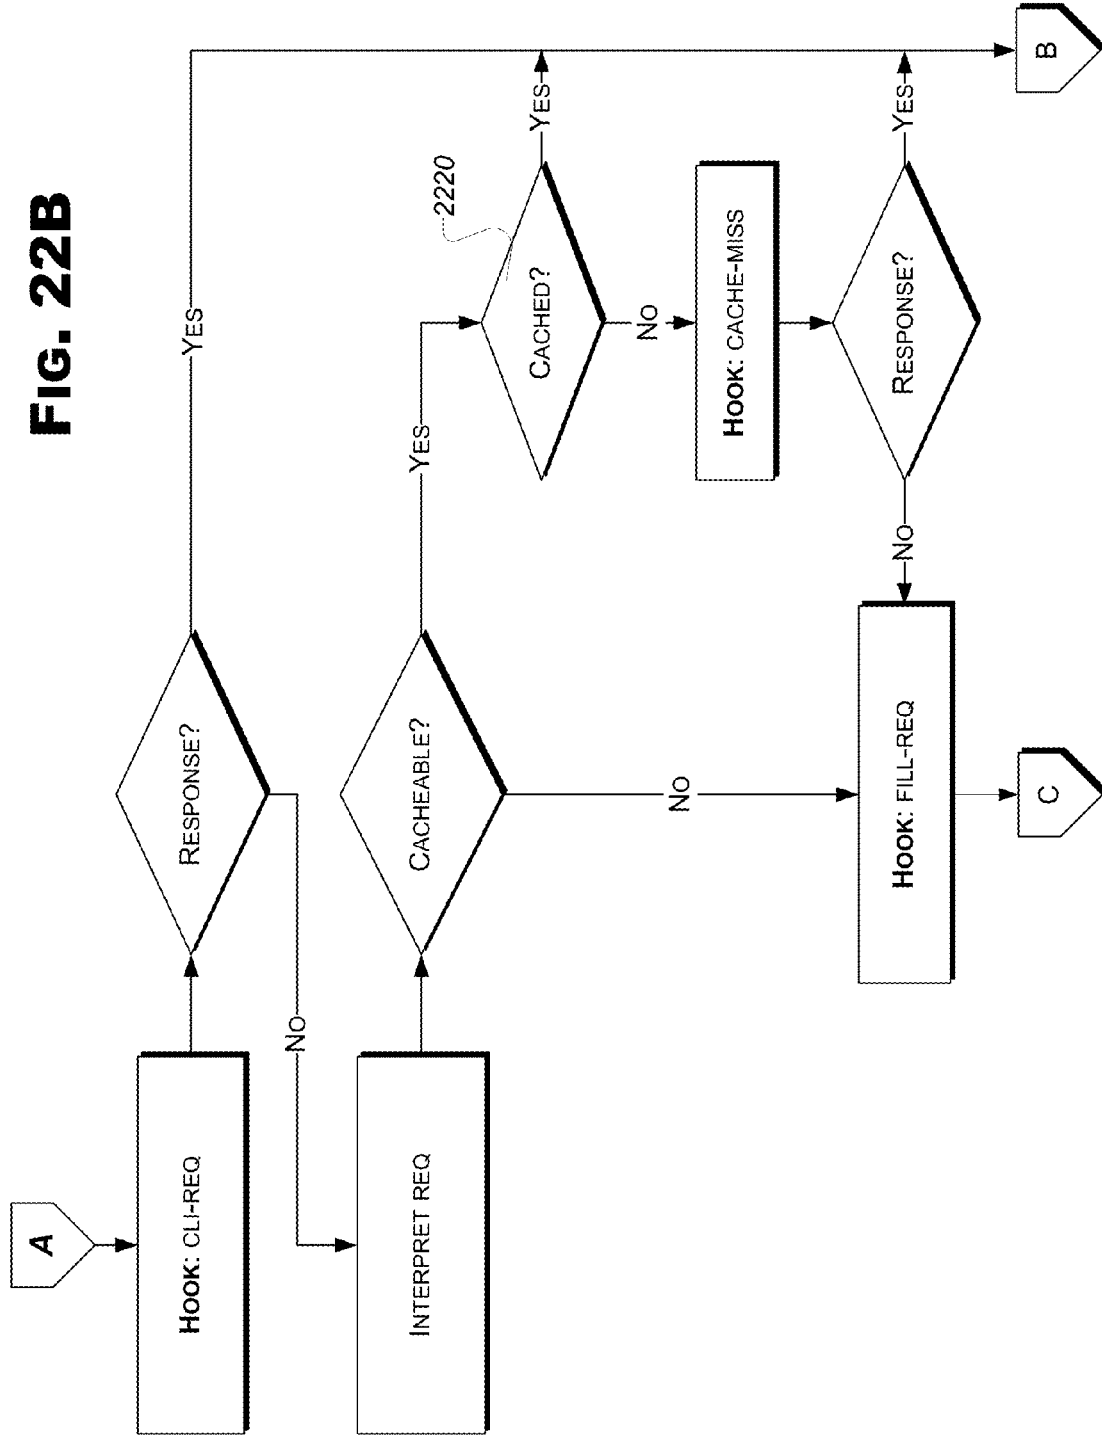 FIG. 22B
A
HOOK: CLI-REQ
RESPONSE?
YES
NO
INTERPRET REQ
CACHEABLE?
YES
NO
2220
CACHED?
YES
NO
HOOK: CACHE-MISS
RESPONSE?
YES
NO
HOOK: FILL-REQ
C
B